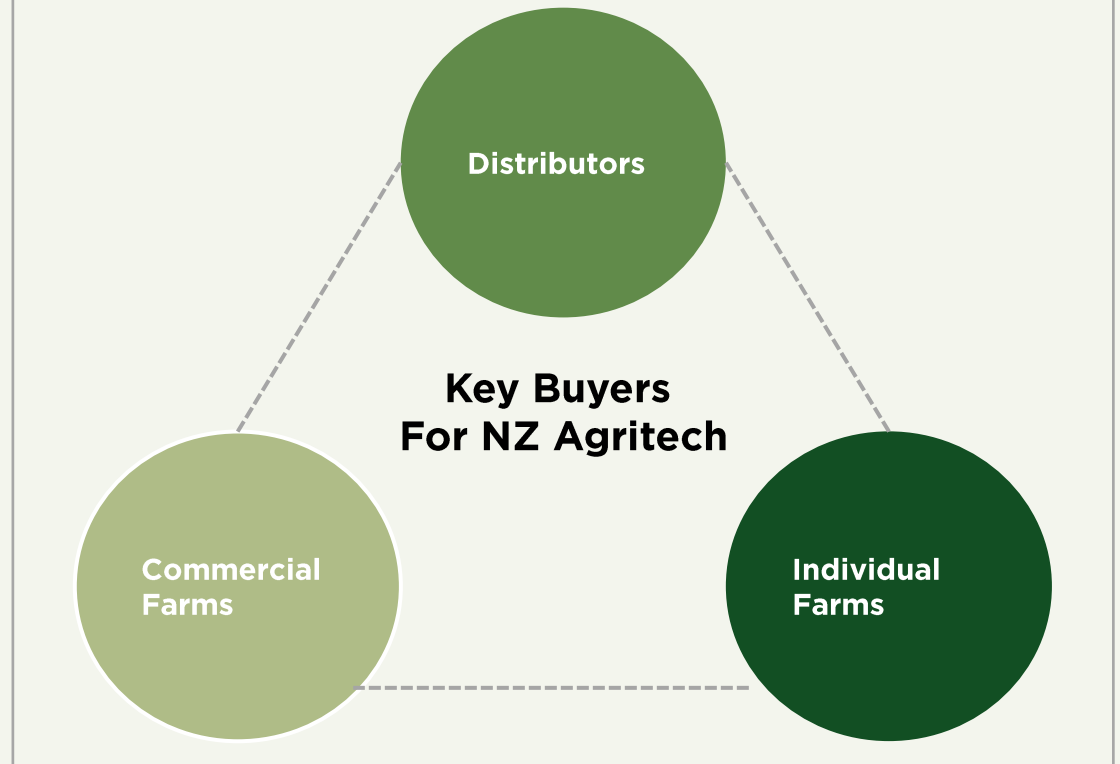 Distributors
Key Buyers
For NZ Agritech
Commercial
Farms
Individual
Farms